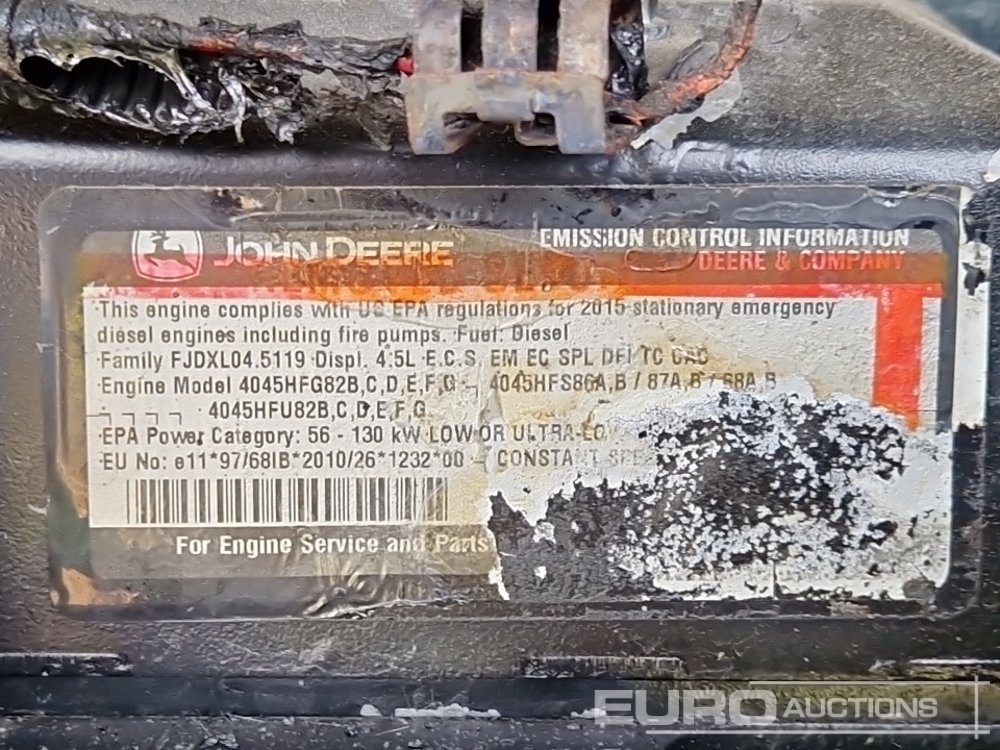 JOHN DEERE
EMISSION CONTROL INFORMATION
DEERE & COMPANY
This engine complies with US EPA regulations for 2015 stationary emergency
diesel engines including fire pumps. Fuel: Diesel
Family FJDXL04.5119 Displ. 4.5L E.C.S. EM EC SPL DFI TC CAC
Engine Model 4045HFG82B,C,D,E,F,G 4045HFS86A,B / 87A,B / 88A,B
4045HFU82B,C,D,E,F,G
EPA Power Category: 56 - 130 kW LOW OR
EU No: e11*97/68IB*2010/26*1232*00 - CONSTANT
For Engine Service and Parts
EURO AUCTIONS